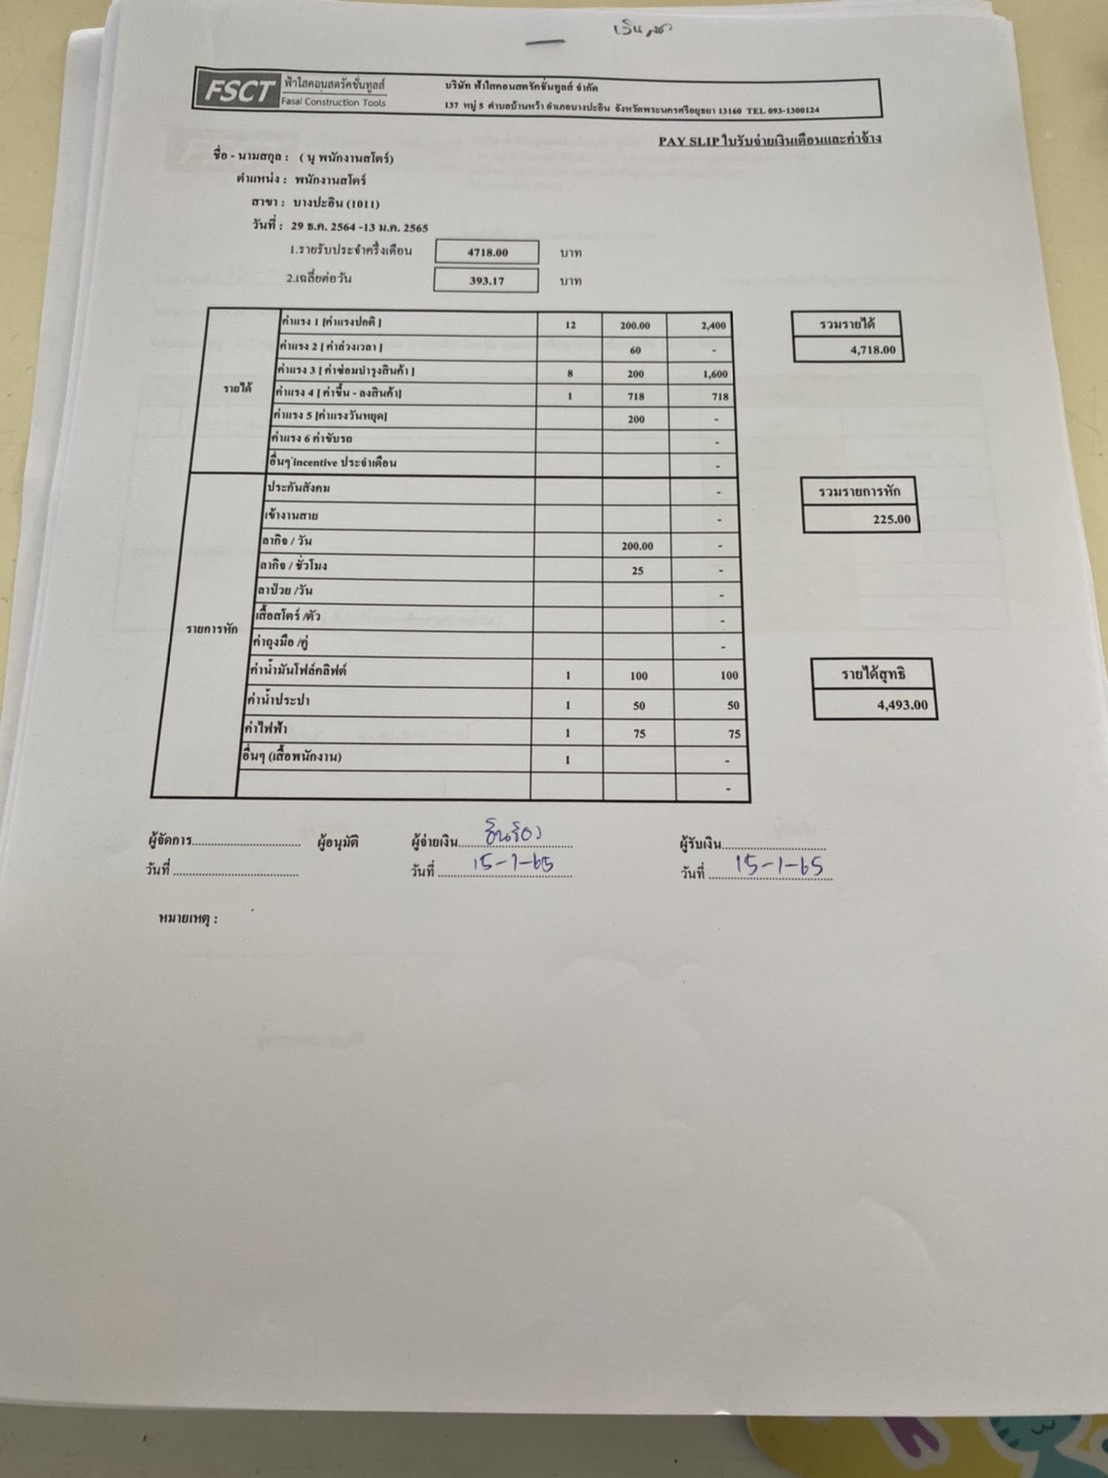 FSCT ฟ้าใสคอนสตรัคชั่นทูลส์
Fasai Construction Tools
บริษัท ฟ้าใสคอนสตรัคชั่นทูลส์ จำกัด
137 หมู่ 5 ตำบลบ้านหว้า อำเภอบางปะอิน จังหวัดพระนครศรีอยุธยา 13160 TEL 093-1300124
PAY SLIP ใบรับจ่ายเงินเดือนและค่าจ้าง
ชื่อ - นามสกุล : ( นุ พนักงานสโตร์)
ตำแหน่ง : พนักงานสโตร์
สาขา : บางปะอิน (1011)
วันที่ : 29 ธ.ค. 2564 -13 ม.ค. 2565
1.รายรับประจำครึ่งเดือน 4718.00 บาท
2.เฉลี่ยต่อวัน 393.17 บาท
รายได้
ค่าแรง 1 [ค่าแรงปกติ ] 12 200.00 2,400
ค่าแรง 2 [ ค่าล่วงเวลา ] 60 -
ค่าแรง 3 [ ค่าซ่อมบำรุงสินค้า ] 8 200 1,600
ค่าแรง 4 [ ค่าขึ้น - ลงสินค้า] 1 718 718
ค่าแรง 5 [ค่าแรงวันหยุด] 200 -
ค่าแรง 6 ค่าขับรถ -
อื่นๆ Incentive ประจำเดือน -
รวมรายได้
4,718.00
รายการหัก
ประกันสังคม -
เข้างานสาย -
ลากิจ / วัน 200.00 -
ลากิจ / ชั่วโมง 25 -
ลาป่วย /วัน -
เสื้อสโตร์ /ตัว -
ค่าถุงมือ /คู่ -
ค่าน้ำมันโฟล์คลิฟต์ 1 100 100
ค่าน้ำประปา 1 50 50
ค่าไฟฟ้า 1 75 75
อื่นๆ (เสื้อพนักงาน) 1 -
-
รวมรายการหัก
225.00
รายได้สุทธิ
4,493.00
ผู้จัดการ............................... ผู้อนุมัติ ผู้จ่ายเงิน............................... ผู้รับเงิน...............................
วันที่ ............................... วันที่ 15-1-65 วันที่ 15-1-65
หมายเหตุ :